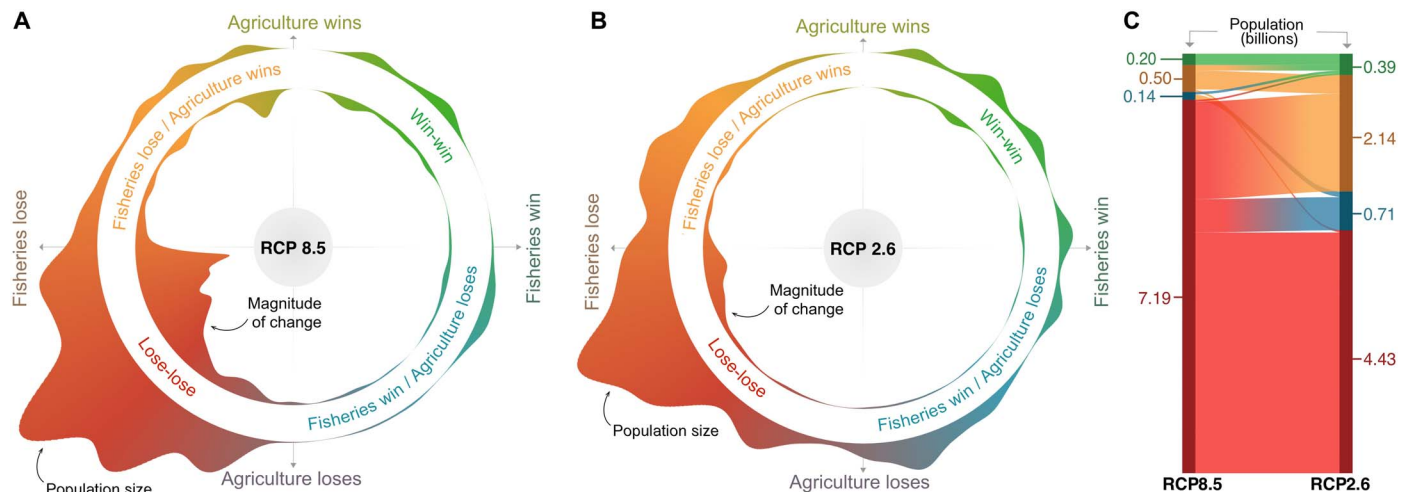 A
Agriculture wins
Fisheries lose / Agriculture wins
Win-win
Fisheries lose
RCP 8.5
Fisheries win
Magnitude
of change
Lose-lose
Fisheries win / Agriculture loses
Agriculture loses
Population size
B
Agriculture wins
Fisheries lose / Agriculture wins
Win-win
Fisheries lose
RCP 2.6
Fisheries win
Magnitude
of change
Lose-lose
Fisheries win / Agriculture loses
Population size
Agriculture loses
C
Population
(billions)
0.20
0.50
0.14
7.19
0.39
2.14
0.71
4.43
RCP8.5
RCP2.6